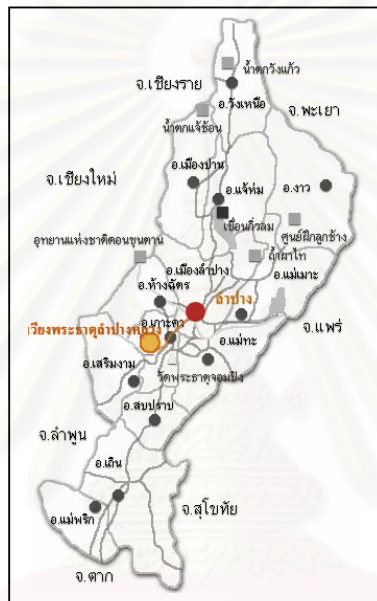 น้ำตกวังแก้ว
จ.เชียงราย
อ.วังเหนือ
จ.พะเยา
น้ำตกแจ้ซ้อน
อ.เมืองปาน
จ.เชียงใหม่
อ.แจ้ห่ม
อ.งาว
เขื่อนกิ่วลม
ศูนย์ฝึกลูกช้าง
อุทยานแห่งชาติดอยขุนตาน
ถ้ำผาไท
อ.เมืองลำปาง
อ.แม่เมาะ
อ.ห้างฉัตร
ลำปาง
อ.เกาะคา
จ.แพร่
เวียงพระธาตุลำปางหลวง
อ.แม่ทะ
อ.เสริมงาม
วัดพระธาตุจอมปิง
อ.สบปราบ
จ.ลำพูน
อ.เถิน
จ.สุโขทัย
อ.แม่พริก
จ.ตาก